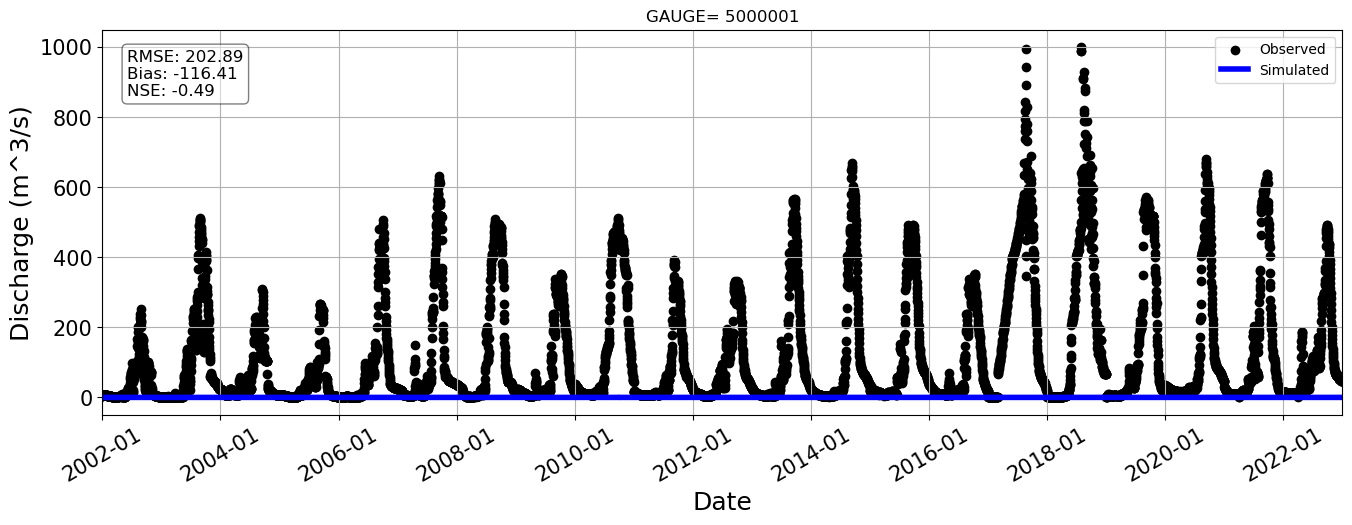 GAUGE= 5000001
RMSE: 202.89
Bias: -116.41
NSE: -0.49
Observed
Simulated
Discharge (m^3/s)
1000
800
600
400
200
0
2002-01
2004-01
2006-01
2008-01
2010-01
2012-01
2014-01
2016-01
2018-01
2020-01
2022-01
Date